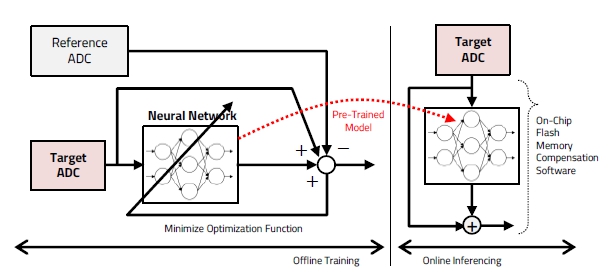 Reference
ADC
Target
ADC
Neural Network
Pre-Trained
Model
−
+
+
Target
ADC
Minimize Optimization Function
On-Chip
Flash
Memory
Compensation
Software
+
Offline Training
Online Inferencing